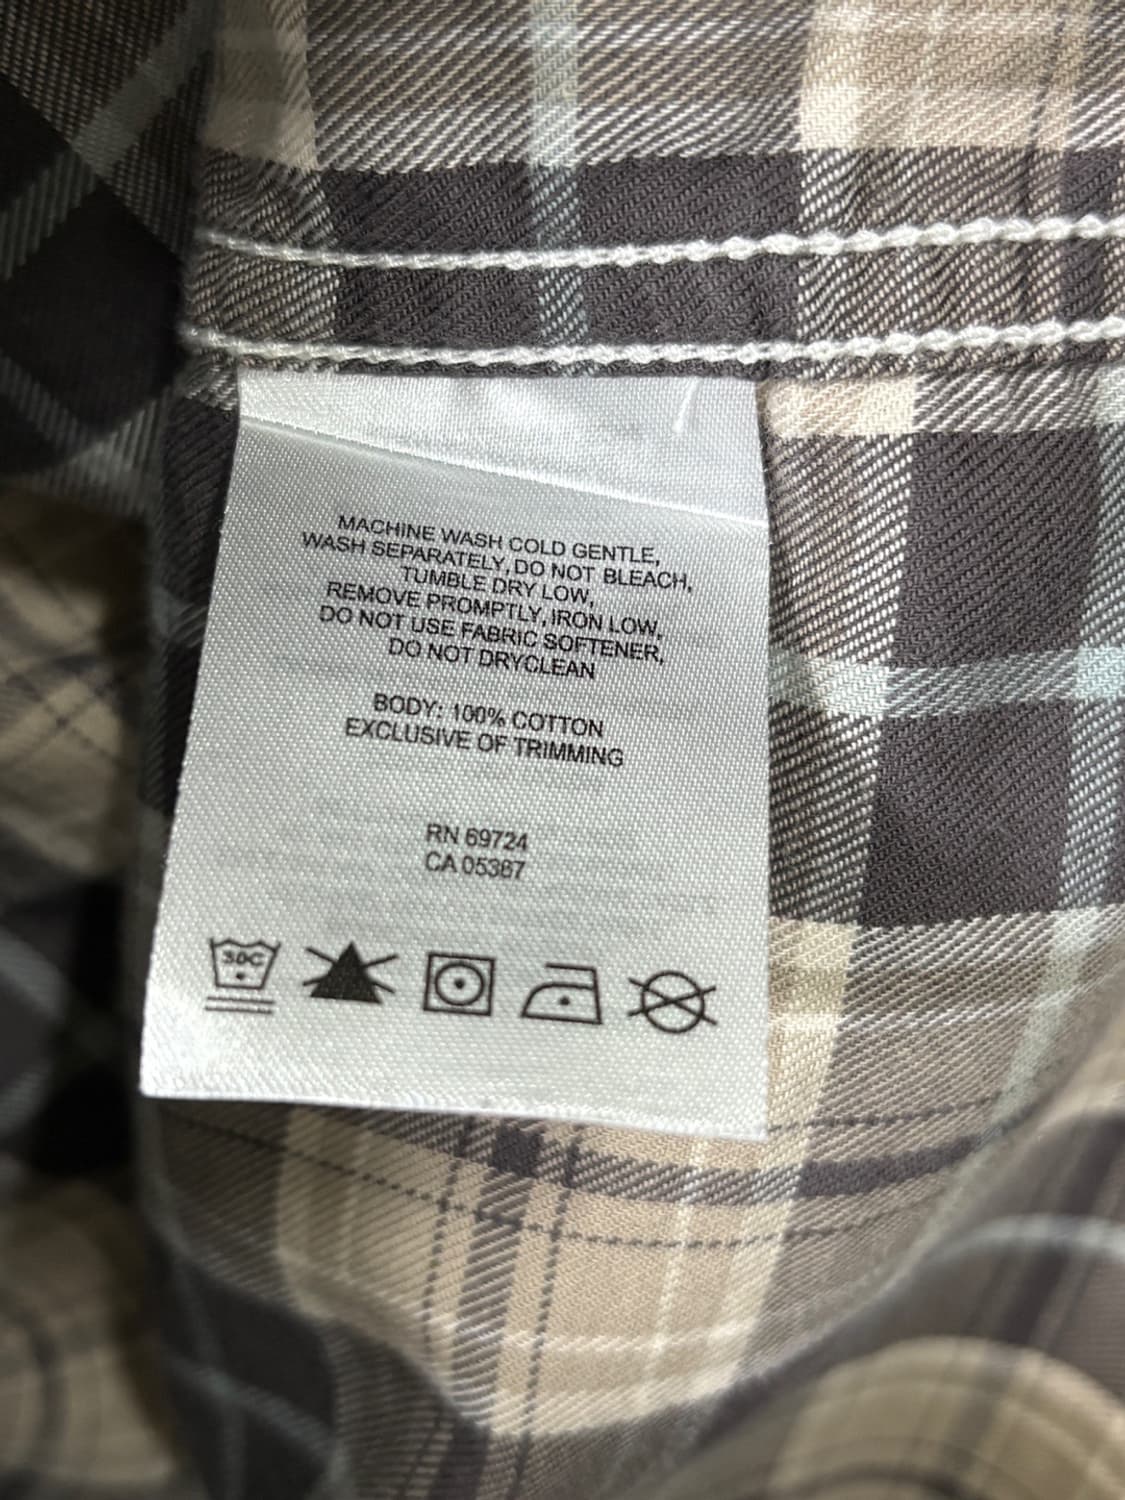 MACHINE WASH COLD GENTLE,
WASH SEPARATELY, DO NOT BLEACH,
TUMBLE DRY LOW,
REMOVE PROMPTLY, IRON LOW,
DO NOT USE FABRIC SOFTENER,
DO NOT DRYCLEAN
BODY: 100% COTTON
EXCLUSIVE OF TRIMMING
RN 69724
CA 05367
30C